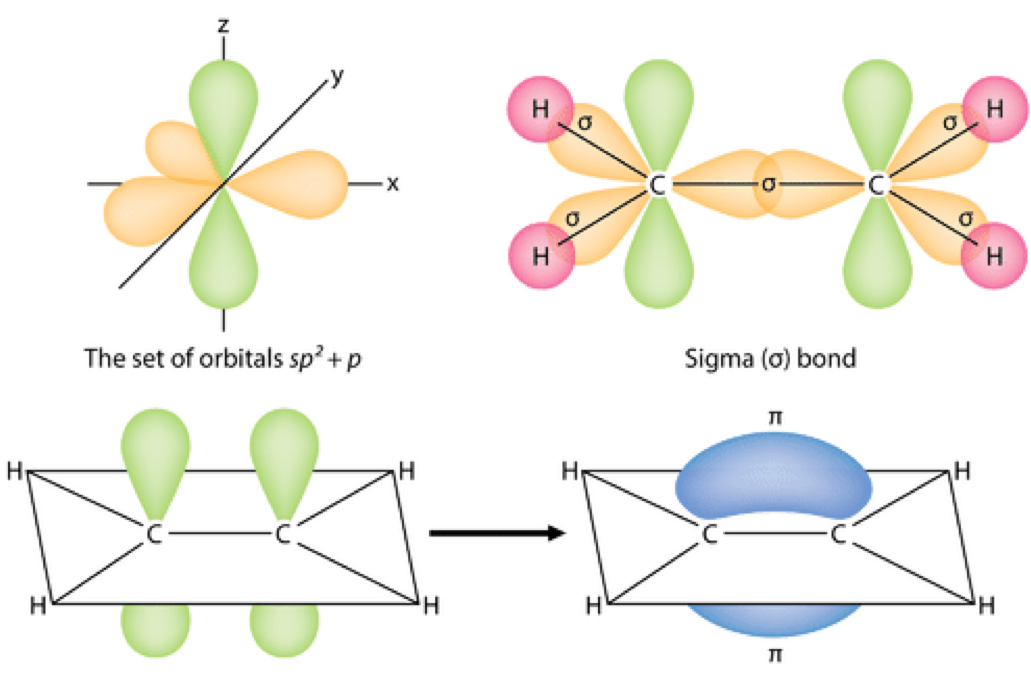 z
y
x
The set of orbitals sp² + p
H σ σ H
C σ C
σ σ
H H
Sigma (σ) bond
H H
C C
H H
π
H H
C C
H H
π